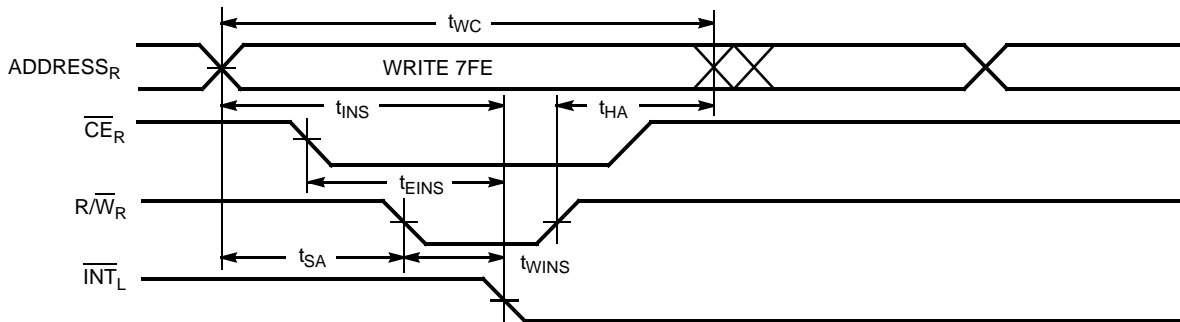 tWC
ADDRESSR
WRITE 7FE
tINS
tHA
CER
tEINS
R/WR
tSA
tWINS
INTL